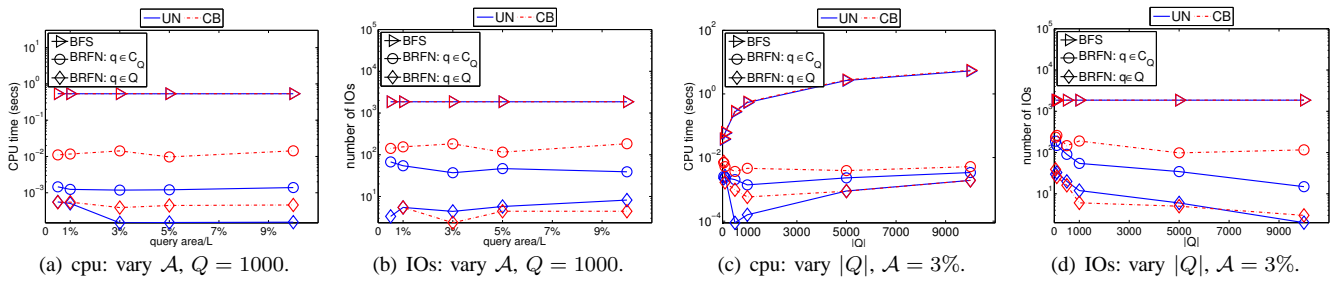 UN CB
BFS
BRFN: q∈C_Q
BRFN: q∈Q
CPU time (secs)
10^1
10^0
10^-1
10^-2
10^-3
0 1% 3% 5% 7% 9%
query area/L
(a) cpu: vary 𝒜, Q = 1000.
UN CB
BFS
BRFN: q∈C_Q
BRFN: q∈Q
number of IOs
10^5
10^4
10^3
10^2
10^1
0 1% 3% 5% 7% 9%
query area/L
(b) IOs: vary 𝒜, Q = 1000.
UN CB
BFS
BRFN: q∈C_Q
BRFN: q∈Q
CPU time (secs)
10^2
10^0
10^-2
10^-4
0 1000 3000 5000 7000 9000
|Q|
(c) cpu: vary |Q|, 𝒜 = 3%.
UN CB
BFS
BRFN: q∈C_Q
BRFN: q∈Q
number of IOs
10^5
10^4
10^3
10^2
10^1
0 1000 3000 5000 7000 9000
|Q|
(d) IOs: vary |Q|, 𝒜 = 3%.